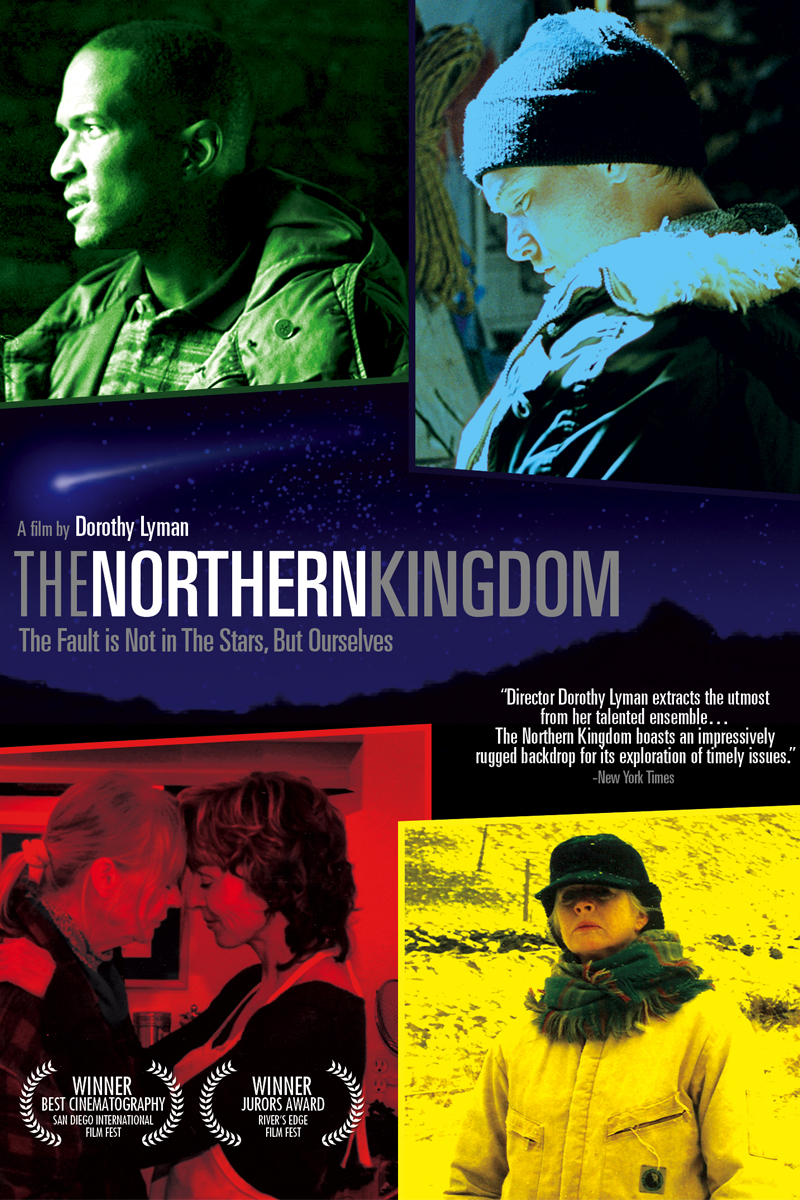 A film by Dorothy Lyman
THENORTHERNKINGDOM
The Fault is Not in The Stars, But Ourselves
“Director Dorothy Lyman extracts the utmost
from her talented ensemble...
The Northern Kingdom boasts an impressively
rugged backdrop for its exploration of timely issues.”
-New York Times
WINNER
BEST CINEMATOGRAPHY
SAN DIEGO INTERNATIONAL
FILM FEST
WINNER
JURORS AWARD
RIVER'S EDGE
FILM FEST